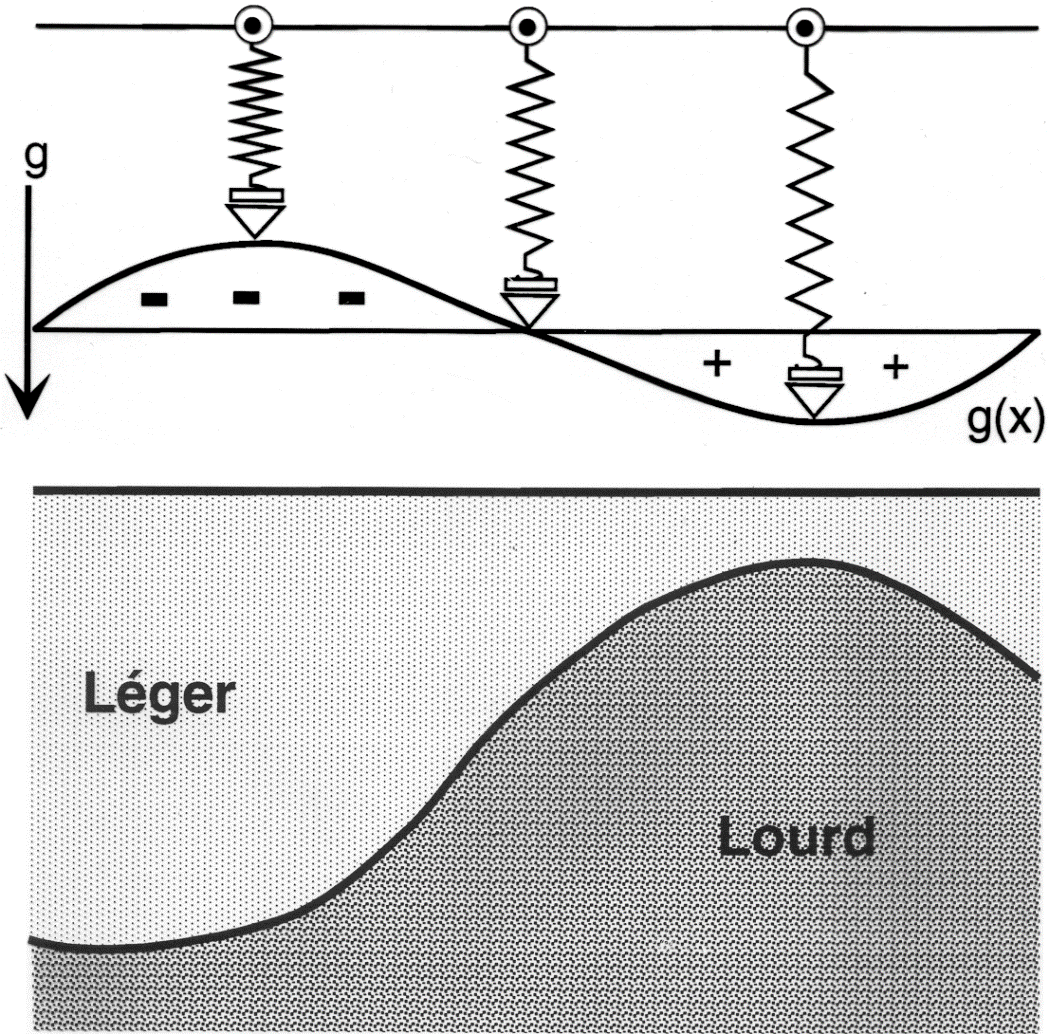 g
- - -
+ +
g(x)
Léger
Lourd